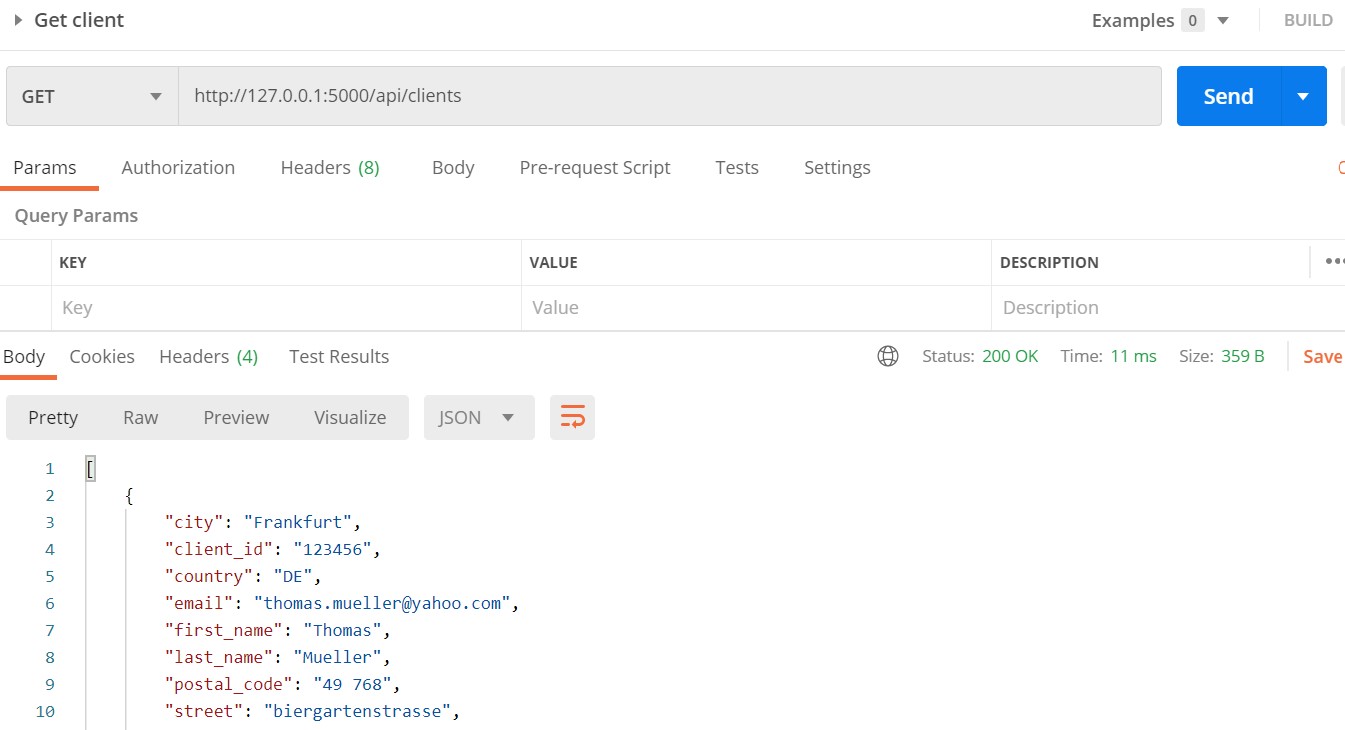 Get client Examples 0 BUILD
GET http://127.0.0.1:5000/api/clients Send
Params Authorization Headers (8) Body Pre-request Script Tests Settings
Query Params
KEY VALUE DESCRIPTION
Key Value Description
Body Cookies Headers (4) Test Results Status: 200 OK Time: 11 ms Size: 359 B Save
Pretty Raw Preview Visualize JSON
1 [
2 {
3 "city": "Frankfurt",
4 "client_id": "123456",
5 "country": "DE",
6 "email": "thomas.mueller@yahoo.com",
7 "first_name": "Thomas",
8 "last_name": "Mueller",
9 "postal_code": "49 768",
10 "street": "biergartenstrasse",